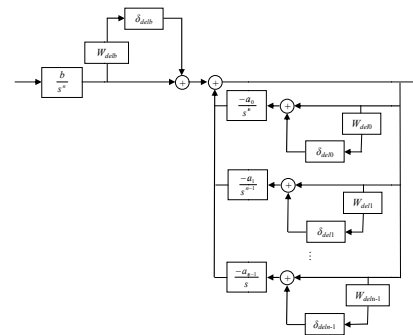 δ_delb
W_delb
b/s^n
+
+
-a_0/s^n
+
W_del0
δ_del0
-a_1/s^{n-1}
+
W_del1
δ_del1
⋮
-a_{n-1}/s
+
W_deln-1
δ_deln-1